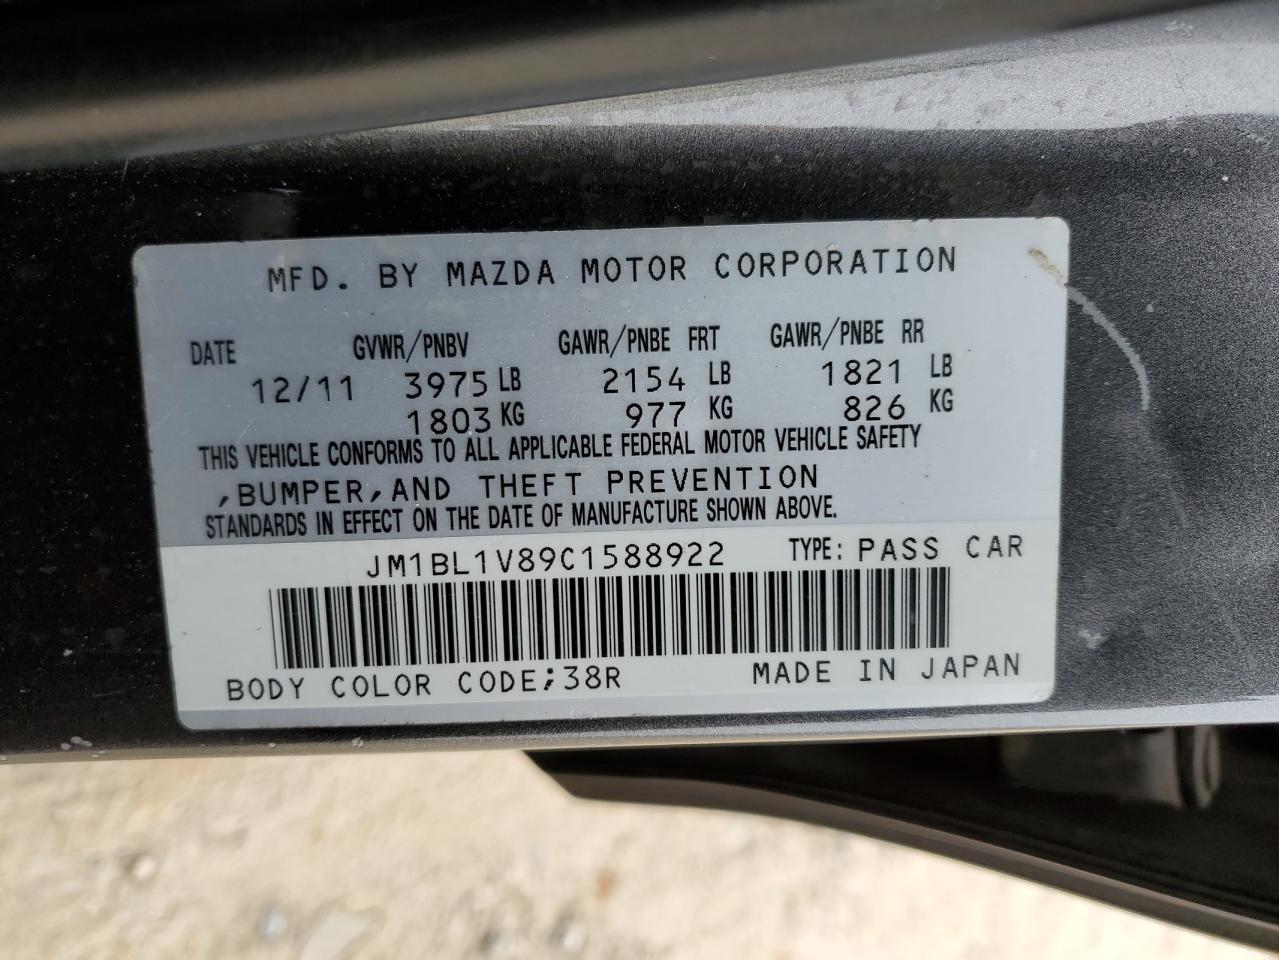 MFD. BY MAZDA MOTOR CORPORATION
DATE GVWR/PNBV GAWR/PNBE FRT GAWR/PNBE RR
12/11 3975 LB 2154 LB 1821 LB
1803 KG 977 KG 826 KG
THIS VEHICLE CONFORMS TO ALL APPLICABLE FEDERAL MOTOR VEHICLE SAFETY
,BUMPER,AND THEFT PREVENTION
STANDARDS IN EFFECT ON THE DATE OF MANUFACTURE SHOWN ABOVE.
JM1BL1V89C1588922 TYPE: PASS CAR
BODY COLOR CODE;38R MADE IN JAPAN